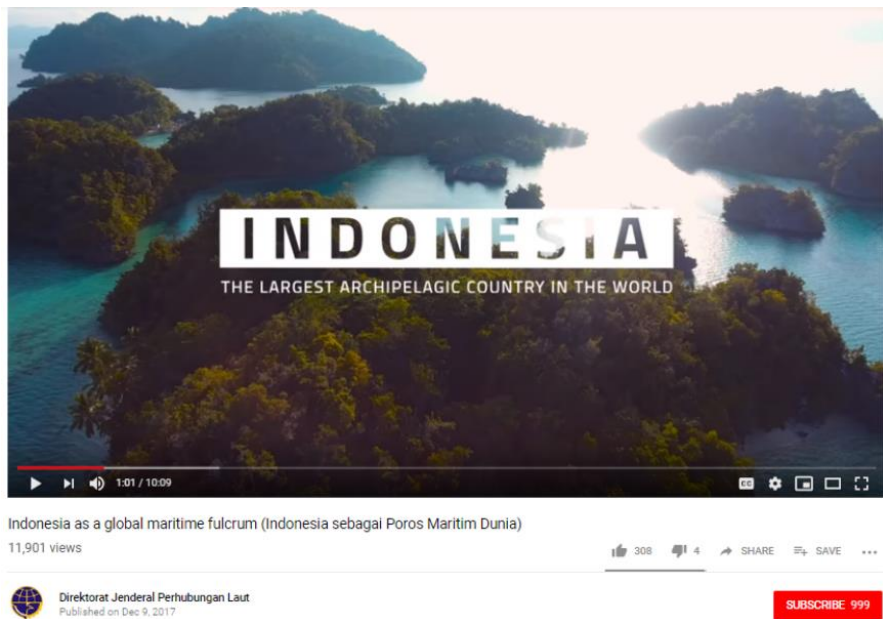 INDONESIA
THE LARGEST ARCHIPELAGIC COUNTRY IN THE WORLD
1:01 / 10:09
CC
Indonesia as a global maritime fulcrum (Indonesia sebagai Poros Maritim Dunia)
11,901 views
308 4 SHARE SAVE
Direktorat Jenderal Perhubungan Laut
Published on Dec 9, 2017
SUBSCRIBE 999